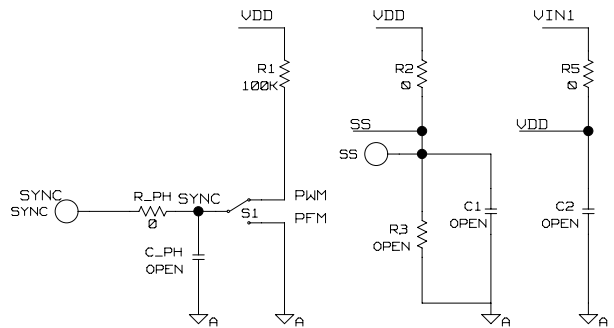 VDD
VDD
VIN1
R1
100K
R2
0
R5
0
SS
SS
VDD
SYNC
SYNC
R_PH
0
SYNC
S1
PWM
PFM
C_PH
OPEN
R3
OPEN
C1
OPEN
C2
OPEN
A
A
A
A